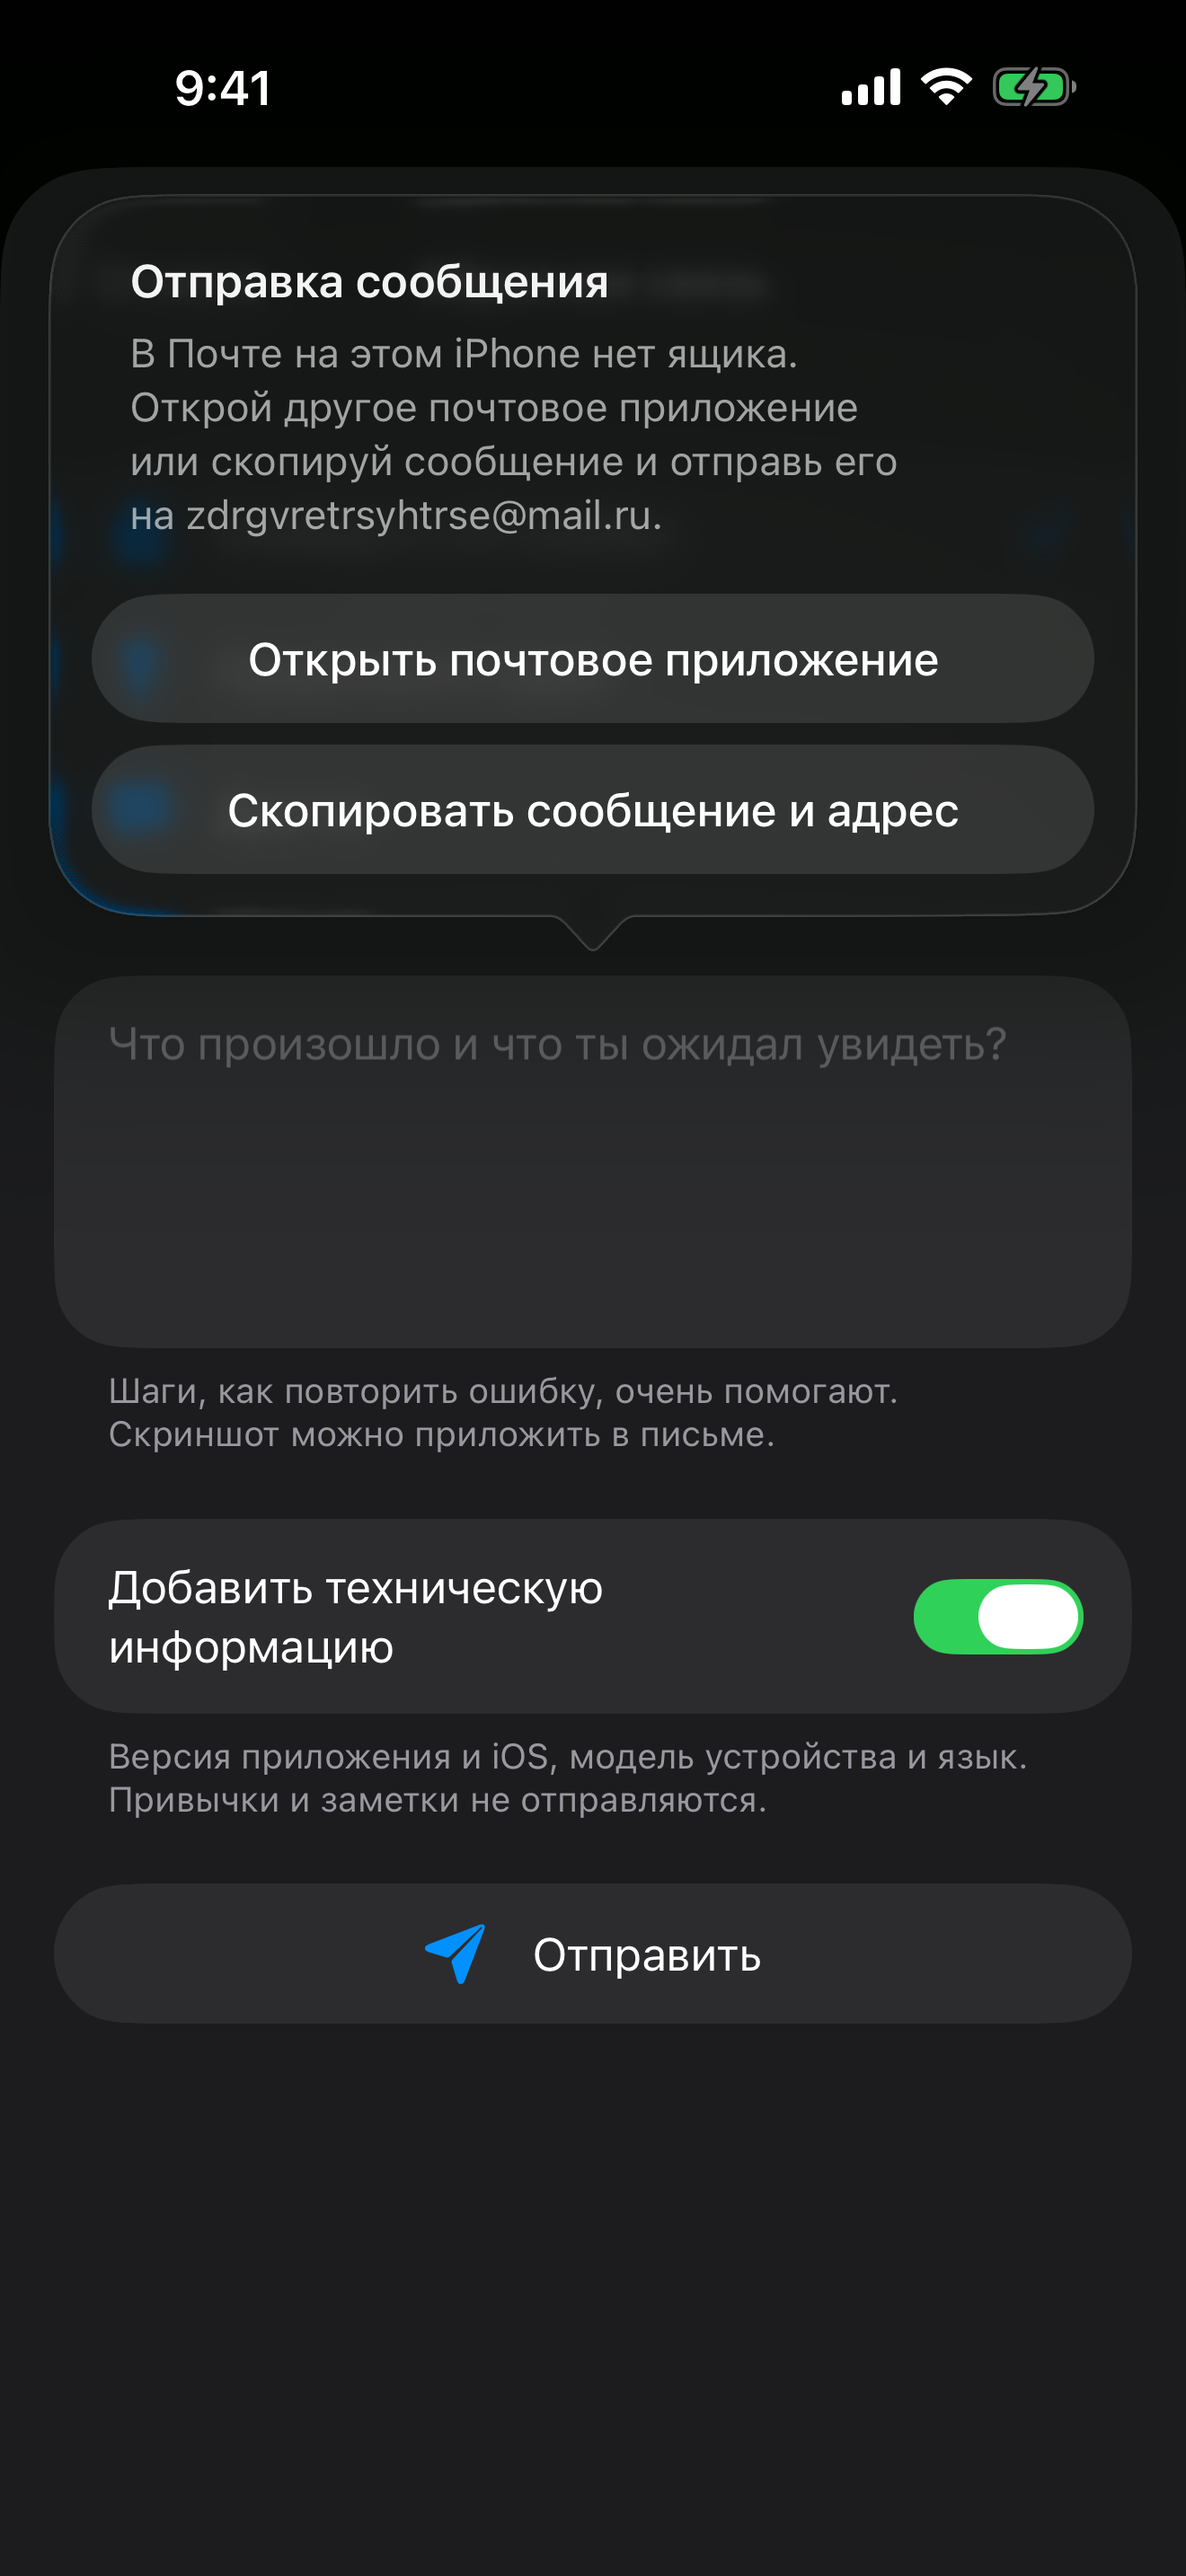 9:41
Отправка сообщения
В Почте на этом iPhone нет ящика.
Открой другое почтовое приложение
или скопируй сообщение и отправь его
на zdrgvretrsyhtrse@mail.ru.
Открыть почтовое приложение
Скопировать сообщение и адрес
Что произошло и что ты ожидал увидеть?
Шаги, как повторить ошибку, очень помогают.
Скриншот можно приложить в письме.
Добавить техническую
информацию
Версия приложения и iOS, модель устройства и язык.
Привычки и заметки не отправляются.
Отправить